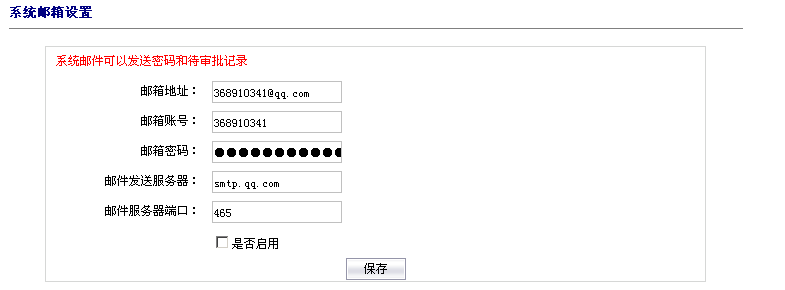 系统邮箱设置
系统邮件可以发送密码和待审批记录
邮箱地址： 368910341@qq.com
邮箱账号： 368910341
邮箱密码： ●●●●●●●●●●●
邮件发送服务器： smtp.qq.com
邮件服务器端口： 465
是否启用
保存